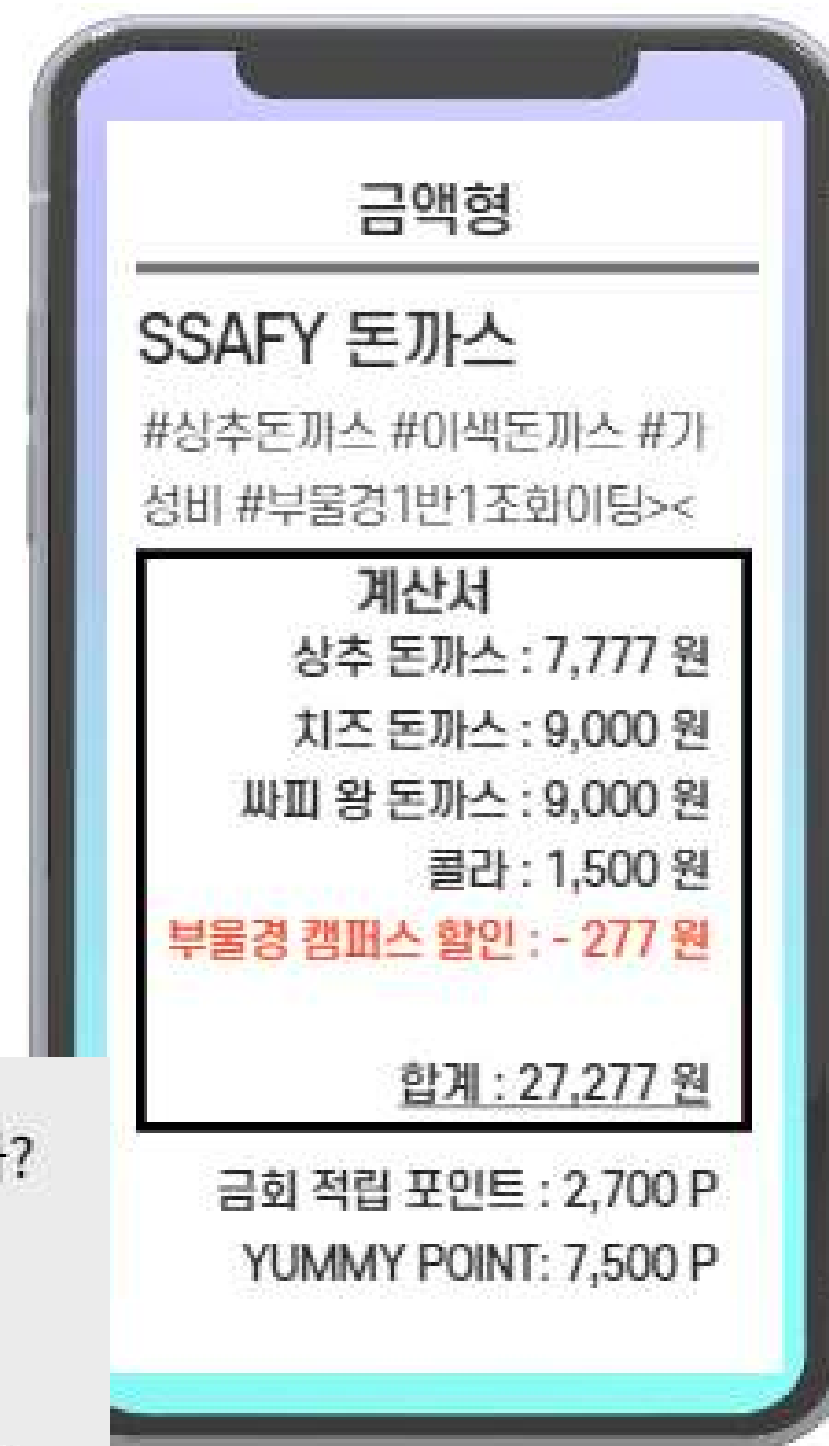 금액형
SSAFY 돈까스
#상추돈까스 #이색돈까스 #가
성비 #부물경1반1조화이팅><
계산서
상추 돈까스 : 7,777 원
치즈 돈까스 : 9,000 원
싸피 왕 돈까스 : 9,000 원
콜라 : 1,500 원
부물경 캠퍼스 할인 : - 277 원
합계 : 27,277 원
금회 적립 포인트 : 2,700 P
YUMMY POINT: 7,500 P